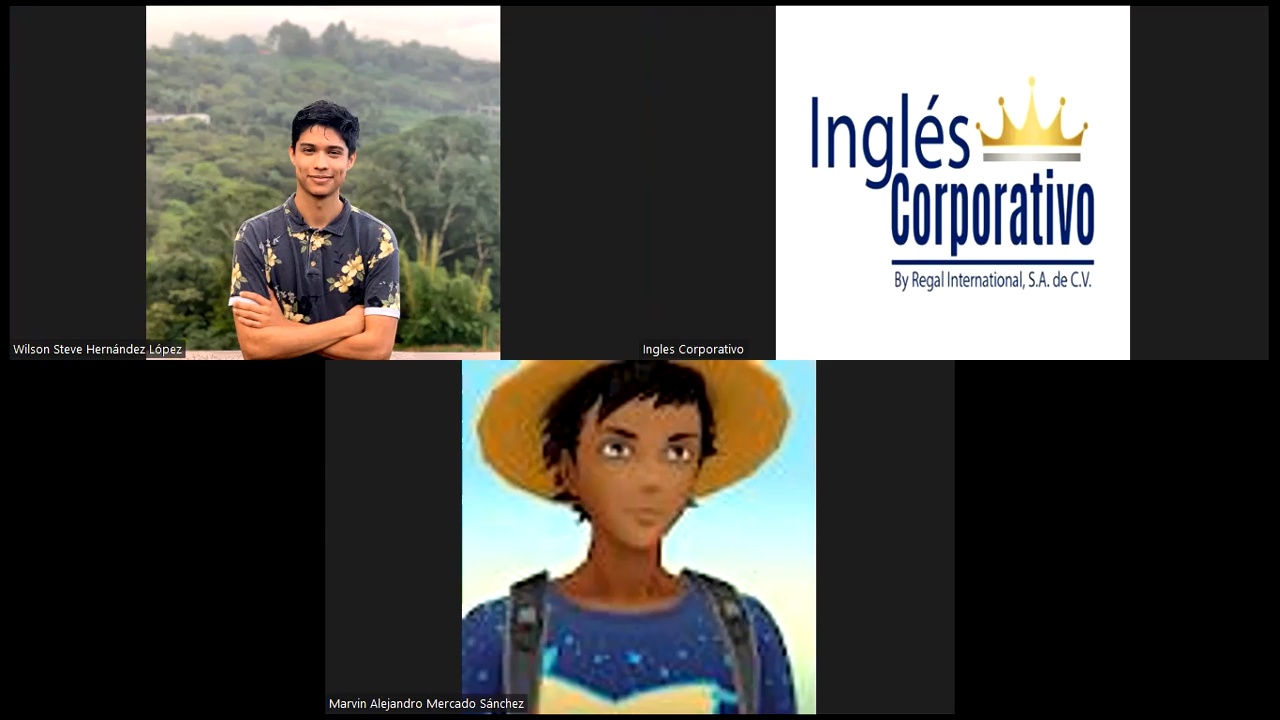 Inglés
Corporativo
By Regal International, S.A. de C.V.
Wilson Steve Hernández López
Ingles Corporativo
Marvin Alejandro Mercado Sánchez